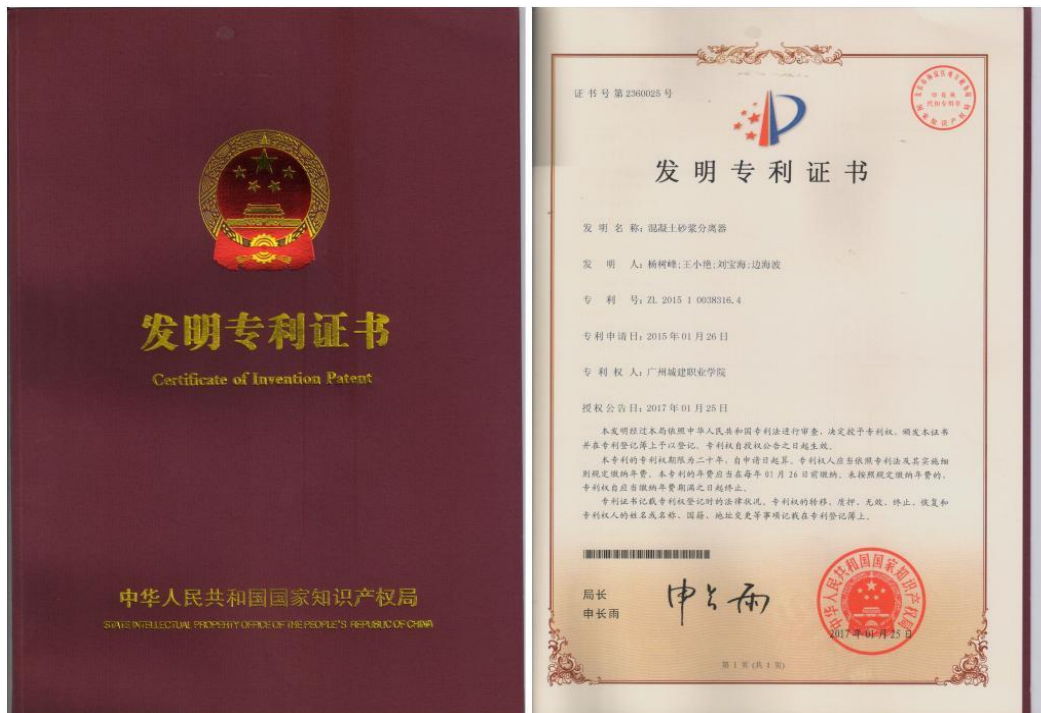 发明专利证书
Certificate of Invention Patent
中华人民共和国国家知识产权局
STATE INTELLECTUAL PROPERTY OFFICE OF THE PEOPLE'S REPUBLIC OF CHINA
证书号第2360025号
发明专利证书
发 明 名 称：混凝土砂浆分离器
发 明 人：杨树峰;王小艳;刘宝海;边海波
专 利 号：ZL 2015 1 0038316.4
专利申请日：2015年01月26日
专 利 权 人：广州城建职业学院
授权公告日：2017年01月25日
本发明经过本局依照中华人民共和国专利法进行审查，决定授予专利权，颁发本证书
并在专利登记簿上予以登记。专利权自授权公告之日起生效。
本专利的专利权期限为二十年，自申请日起算。专利权人应当依照专利法及其实施细
则规定缴纳年费。本专利的年费应当在每年01月26日前缴纳。未按照规定缴纳年费的，
专利权自应当缴纳年费期满之日起终止。
专利证书记载专利权登记时的法律状况。专利权的转移、质押、无效、终止、恢复和
专利权人的姓名或名称、国籍、地址变更等事项记载在专利登记簿上。
局长
申长雨
申长雨
中华人民共和国国家知识产权局
2017年01月25日
第 1 页 (共 1 页)